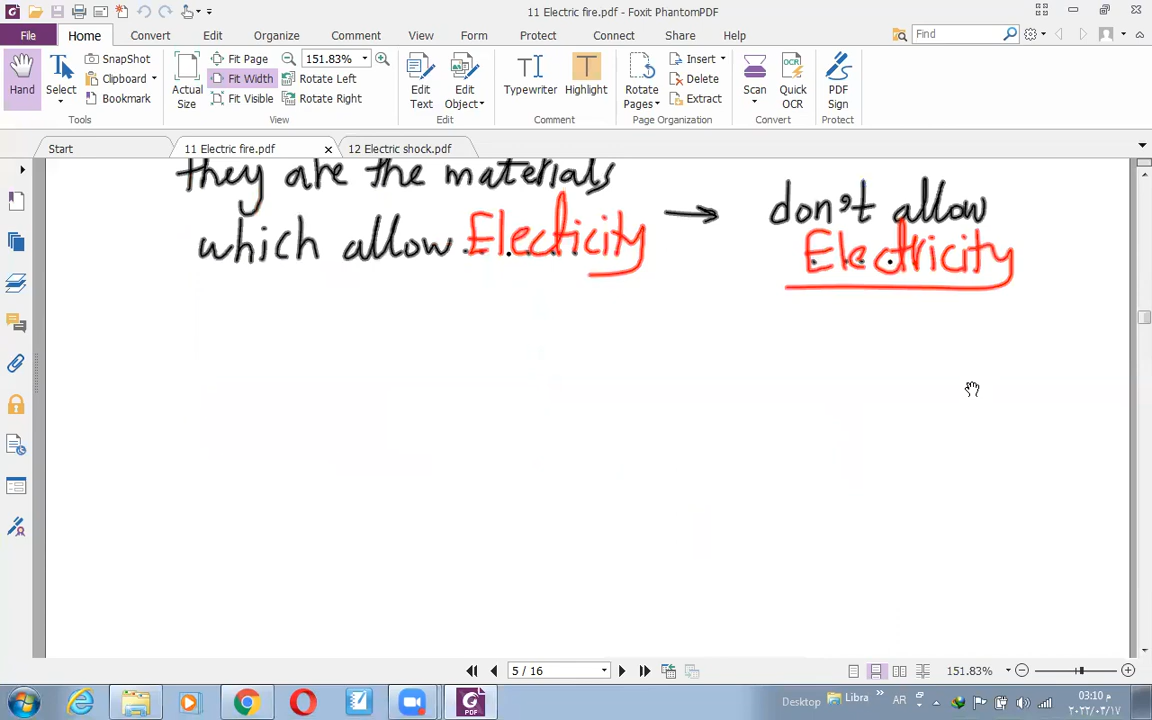 11 Electric fire.pdf - Foxit PhantomPDF
File Home Convert Edit Organize Comment View Form Protect Connect Share Help Find
Hand Select SnapShot Clipboard Bookmark Actual Size Fit Page Fit Width Fit Visible 151.83% Rotate Left Rotate Right Edit Text Edit Object Typewriter Highlight Rotate Pages Insert Delete Extract Scan Quick OCR PDF Sign
Tools View Edit Comment Page Organization Convert Protect
Start 11 Electric fire.pdf 12 Electric shock.pdf
they are the materials
which allow Electicity → don't allow
Electricity
5 / 16 151.83%
Desktop Libra » AR 03:10 م
٢٠٢٢/٠٣/١٧